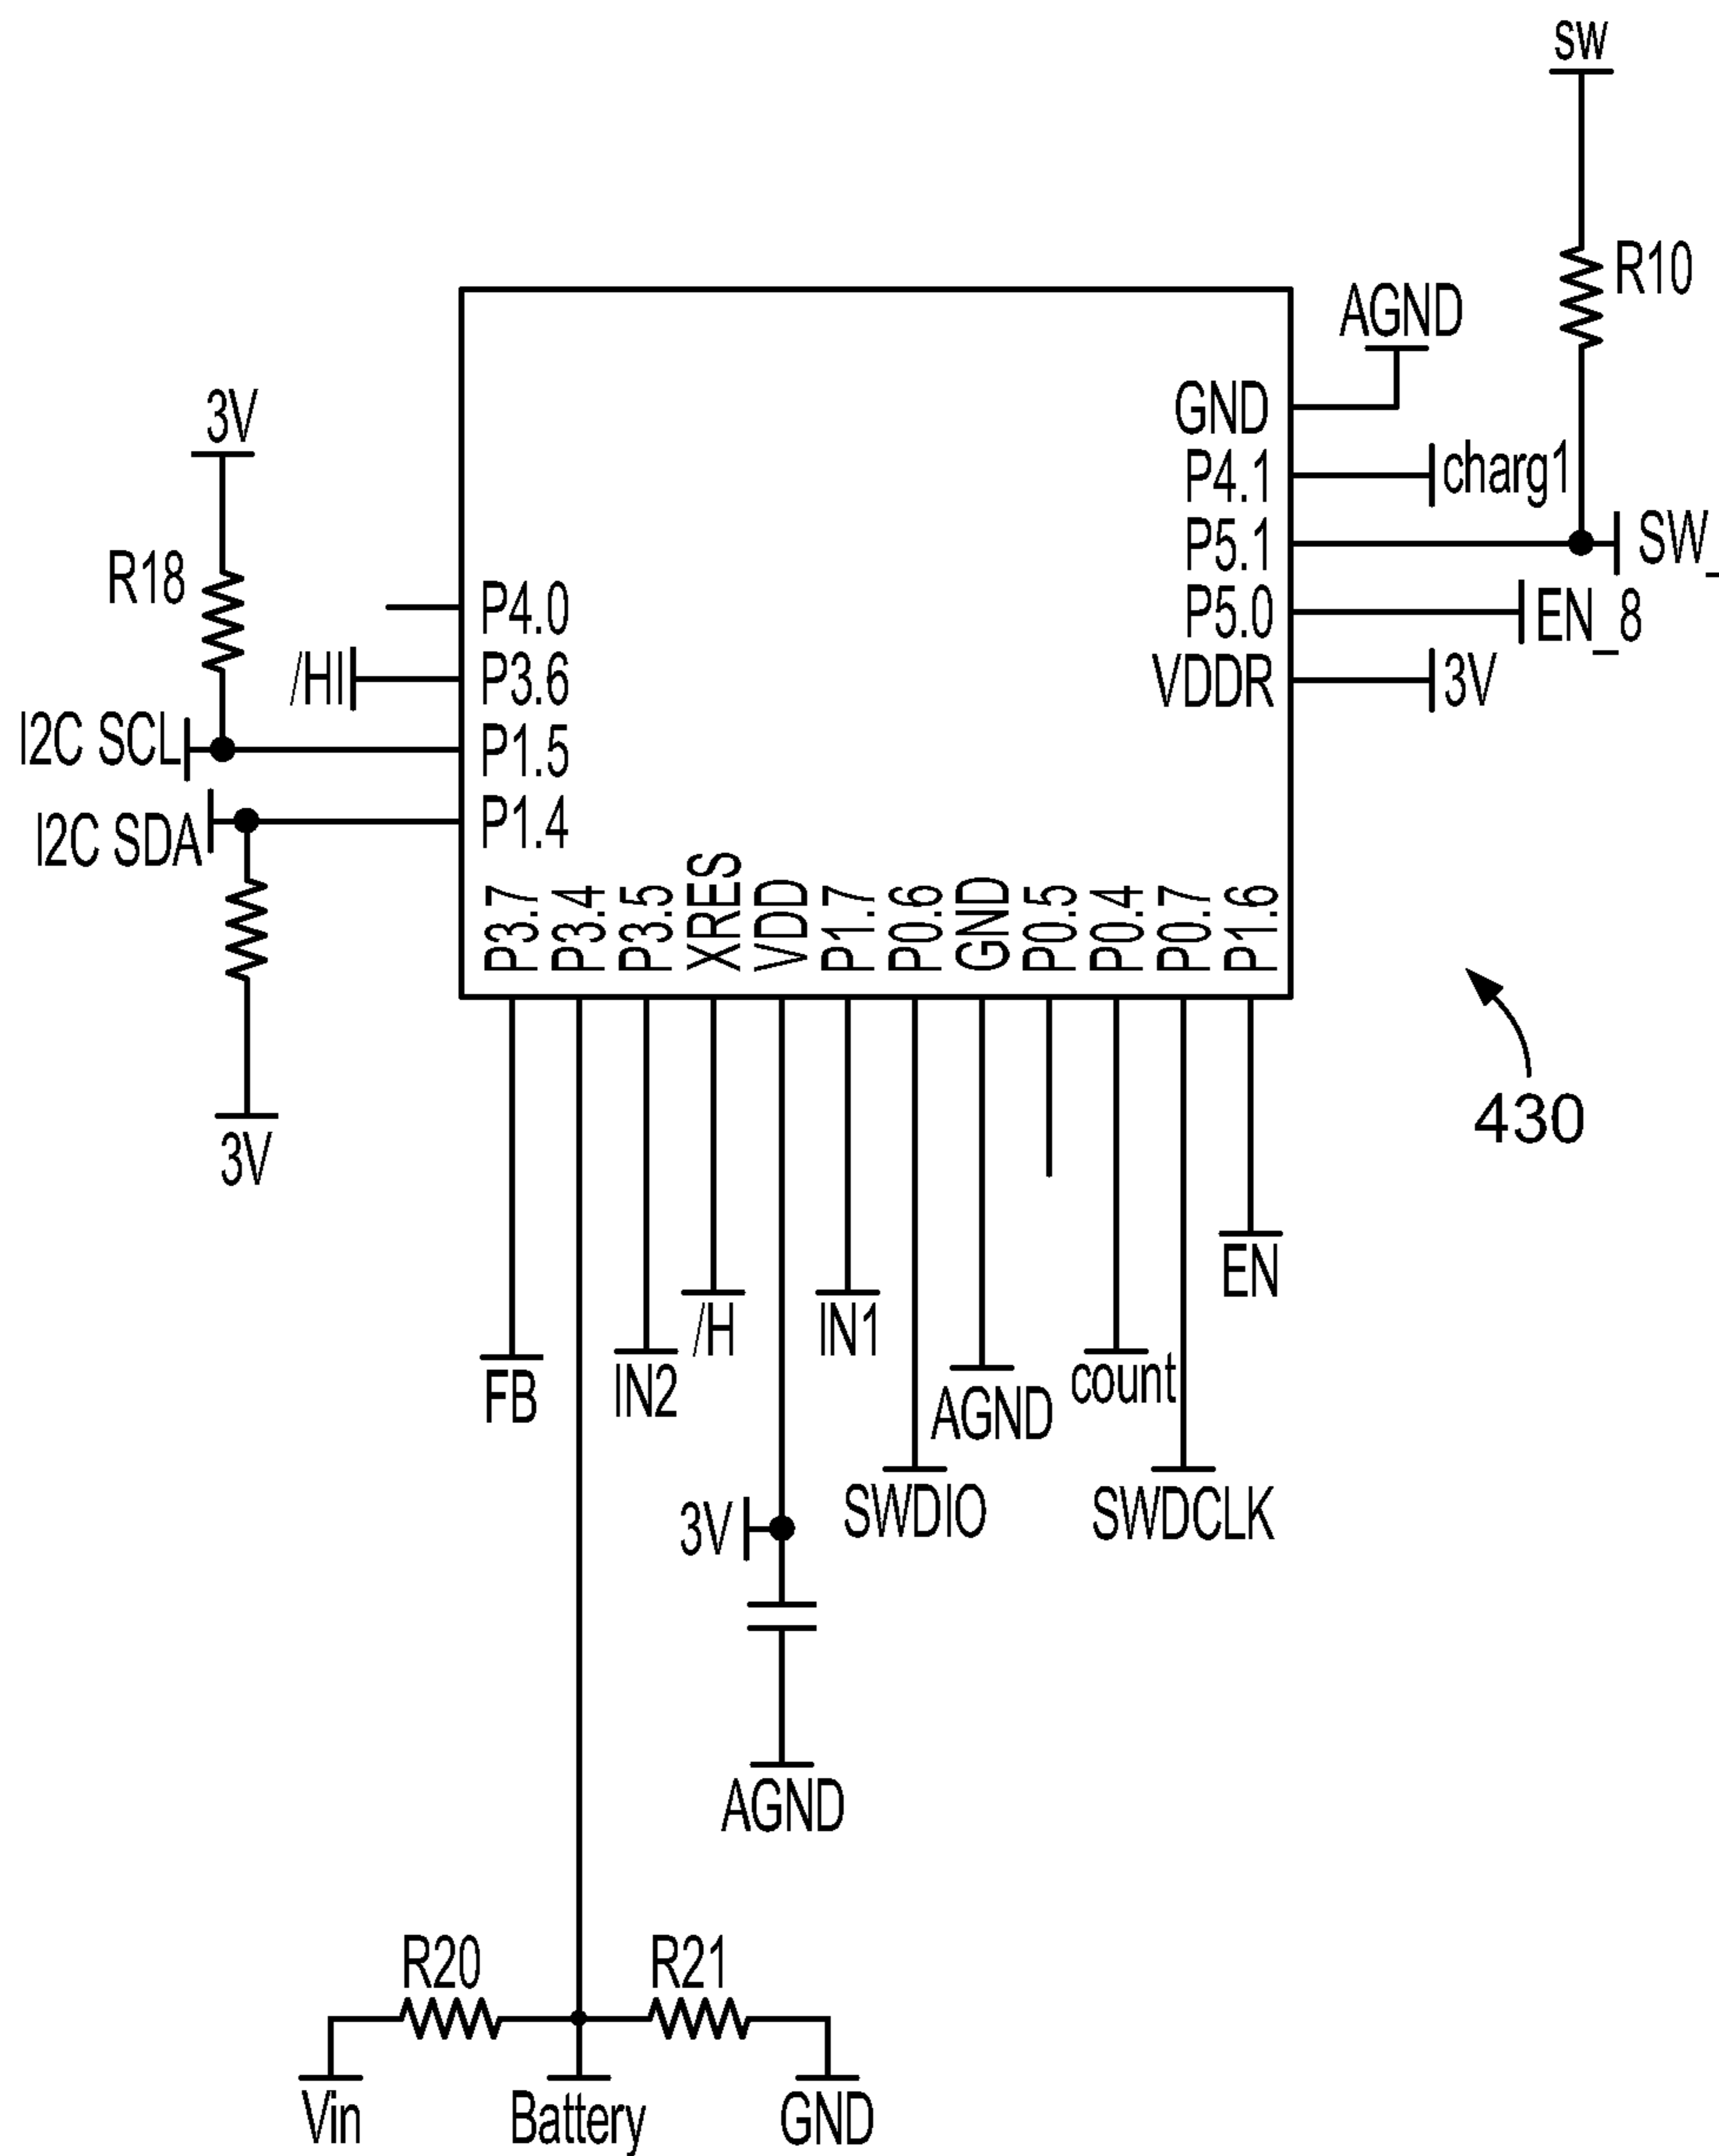 sw
R10
AGND
GND
3V
P4.1
charg1
P5.1
SW_
R18
P4.0
P5.0
EN_8
/HI
P3.6
VDDR
3V
I2C SCL
P1.5
I2C SDA
P1.4
P3.7
P3.4
P3.5
XRES
VDD
P1.7
P0.6
GND
P0.5
P0.4
P0.7
P1.6
3V
430
EN
/H
IN1
FB
IN2
count
AGND
3V
SWDIO
SWDCLK
AGND
R20
R21
Vin
Battery
GND